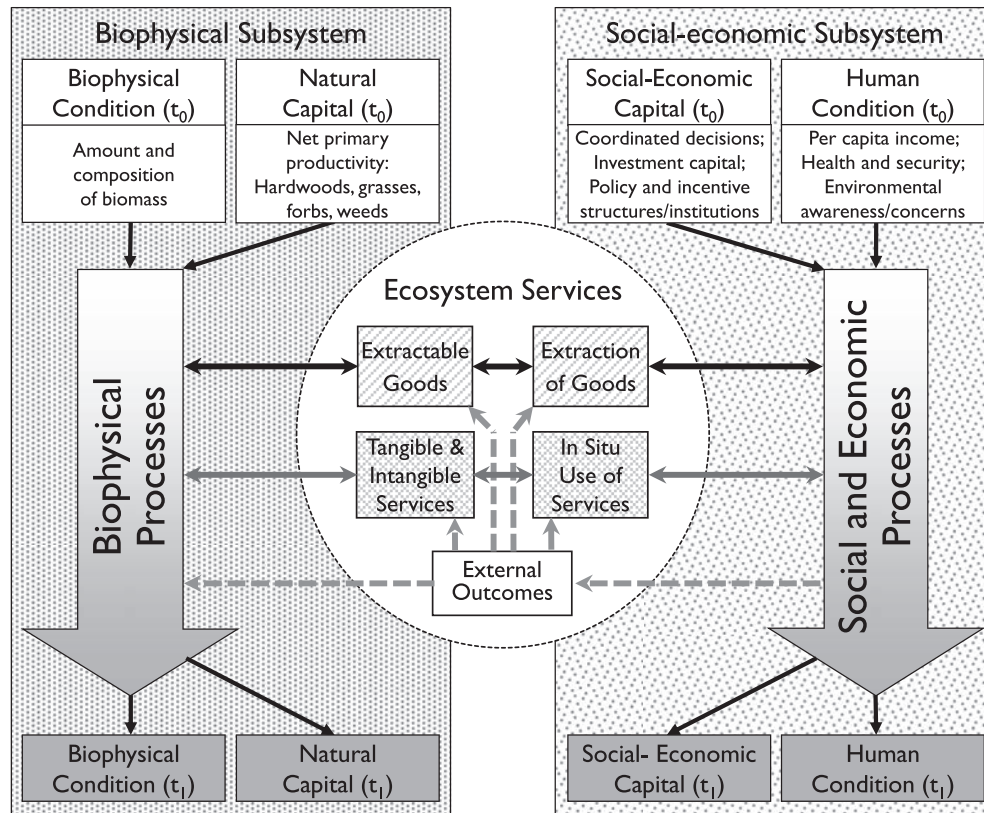 Biophysical Subsystem
Biophysical
Condition (t0)
Amount and
composition
of biomass
Natural
Capital (t0)
Net primary
productivity:
Hardwoods, grasses,
forbs, weeds
Social-economic Subsystem
Social-Economic
Capital (t0)
Coordinated decisions;
Investment capital;
Policy and incentive
structures/institutions
Human
Condition (t0)
Per capita income;
Health and security;
Environmental
awareness/concerns
Biophysical
Processes
Ecosystem Services
Extractable
Goods
Extraction
of Goods
Tangible &
Intangible
Services
In Situ
Use of
Services
External
Outcomes
Social and Economic
Processes
Biophysical
Condition (t1)
Natural
Capital (t1)
Social- Economic
Capital (t1)
Human
Condition (t1)